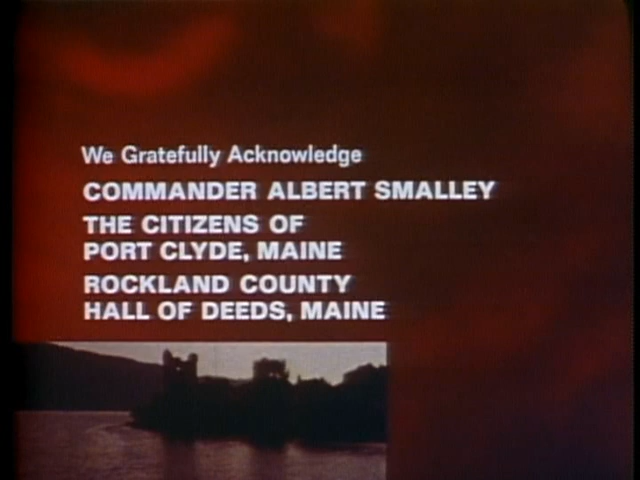 We Gratefully Acknowledge
COMMANDER ALBERT SMALLEY
THE CITIZENS OF
PORT CLYDE, MAINE
ROCKLAND COUNTY
HALL OF DEEDS, MAINE